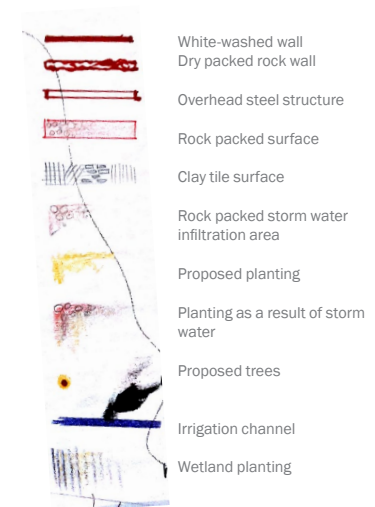 White-washed wall
Dry packed rock wall
Overhead steel structure
Rock packed surface
Clay tile surface
Rock packed storm water
infiltration area
Proposed planting
Planting as a result of storm
water
Proposed trees
Irrigation channel
Wetland planting